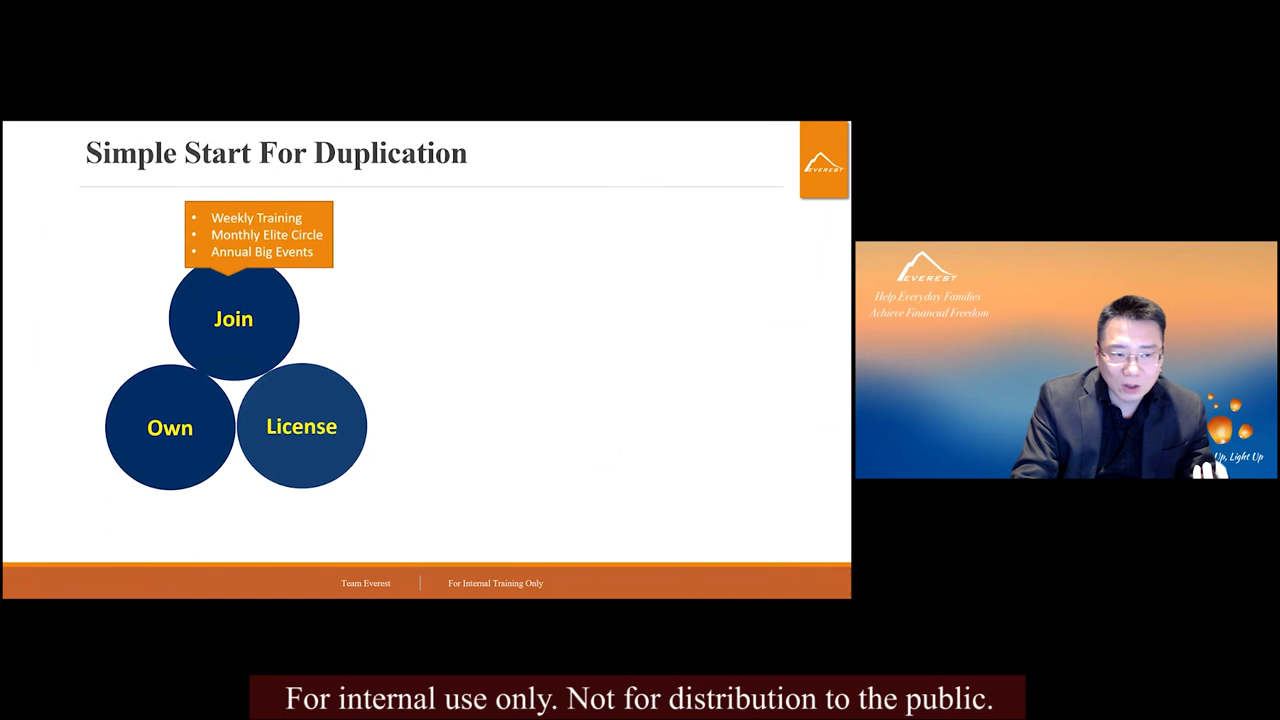 Simple Start For Duplication
EVEREST
• Weekly Training
• Monthly Elite Circle
• Annual Big Events
Join
Own
License
Team Everest
For Internal Training Only
EVEREST
Help Everyday Families
Achieve Financial Freedom
Up, Light Up
For internal use only. Not for distribution to the public.